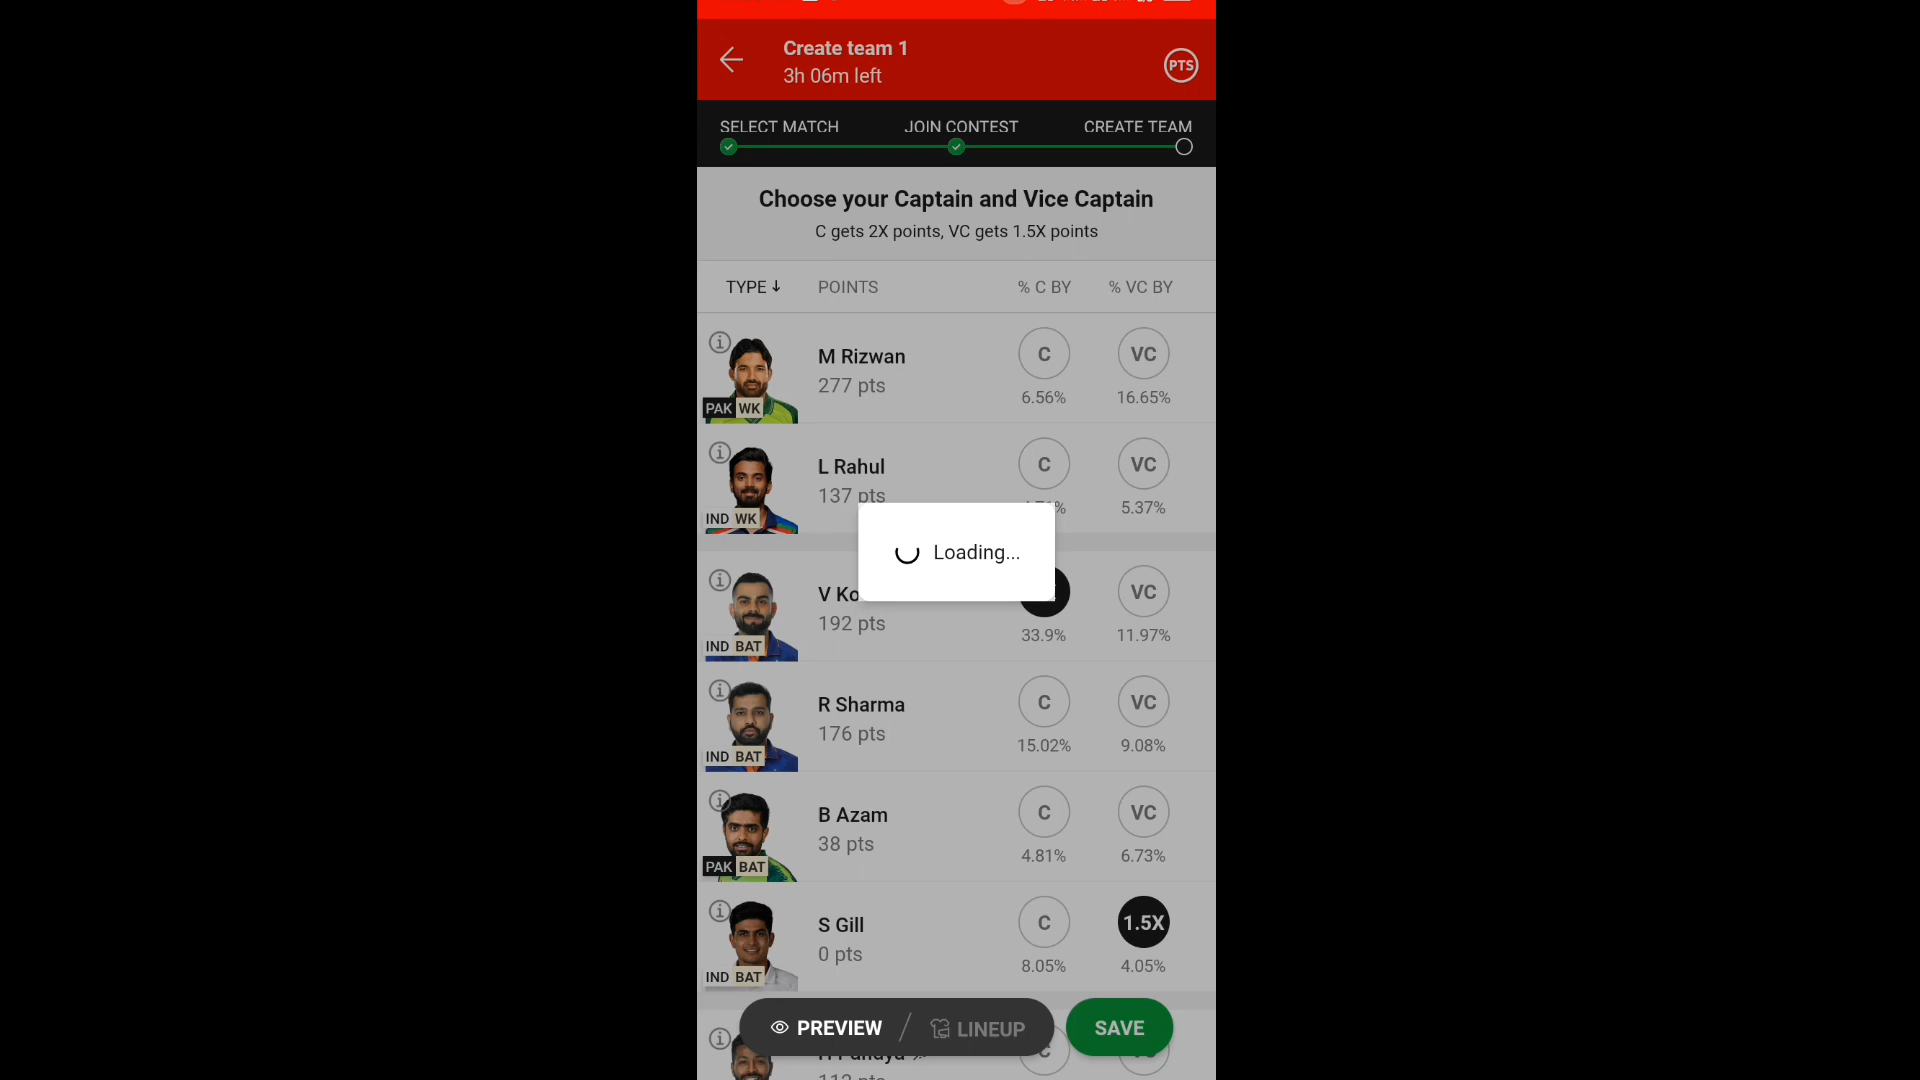 Create team 1
3h 06m left
PTS
SELECT MATCH JOIN CONTEST CREATE TEAM
Choose your Captain and Vice Captain
C gets 2X points, VC gets 1.5X points
TYPE ↓ POINTS % C BY % VC BY
M Rizwan C VC
277 pts 6.56% 16.65%
PAK WK
L Rahul C VC
137 pts 5.37%
IND WK
Loading...
V Ko VC
192 pts 33.9% 11.97%
IND BAT
R Sharma C VC
176 pts 15.02% 9.08%
IND BAT
B Azam C VC
38 pts 4.81% 6.73%
PAK BAT
S Gill C 1.5X
0 pts 8.05% 4.05%
IND BAT
PREVIEW / LINEUP SAVE